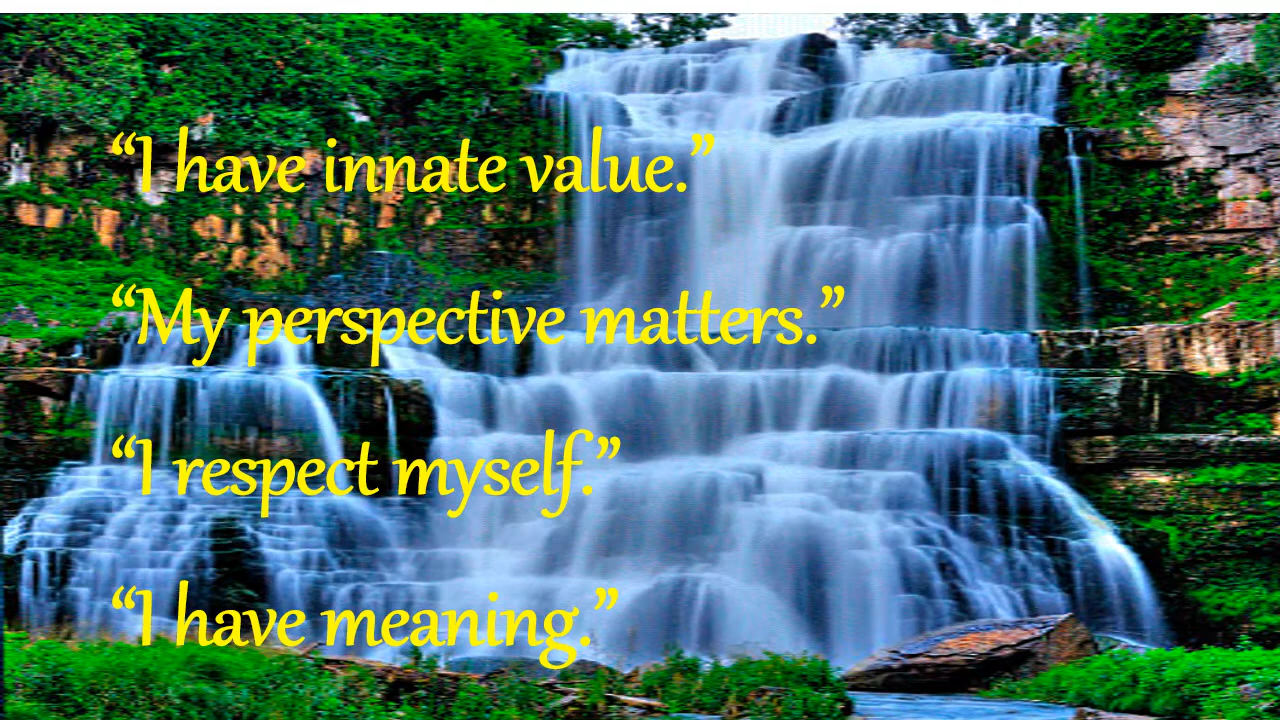 “I have innate value.”
“My perspective matters.”
“I respect myself.”
“I have meaning.”